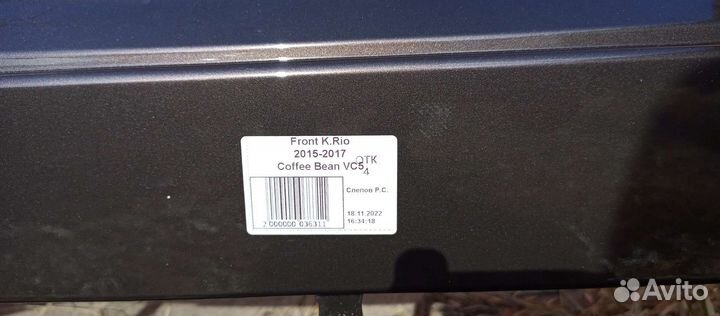 Front K.Rio
2015-2017
Coffee Bean VC5
ОТК
4
Слепов Р.С.
18.11.2022
16:34:18
2 000000 036311
Avito